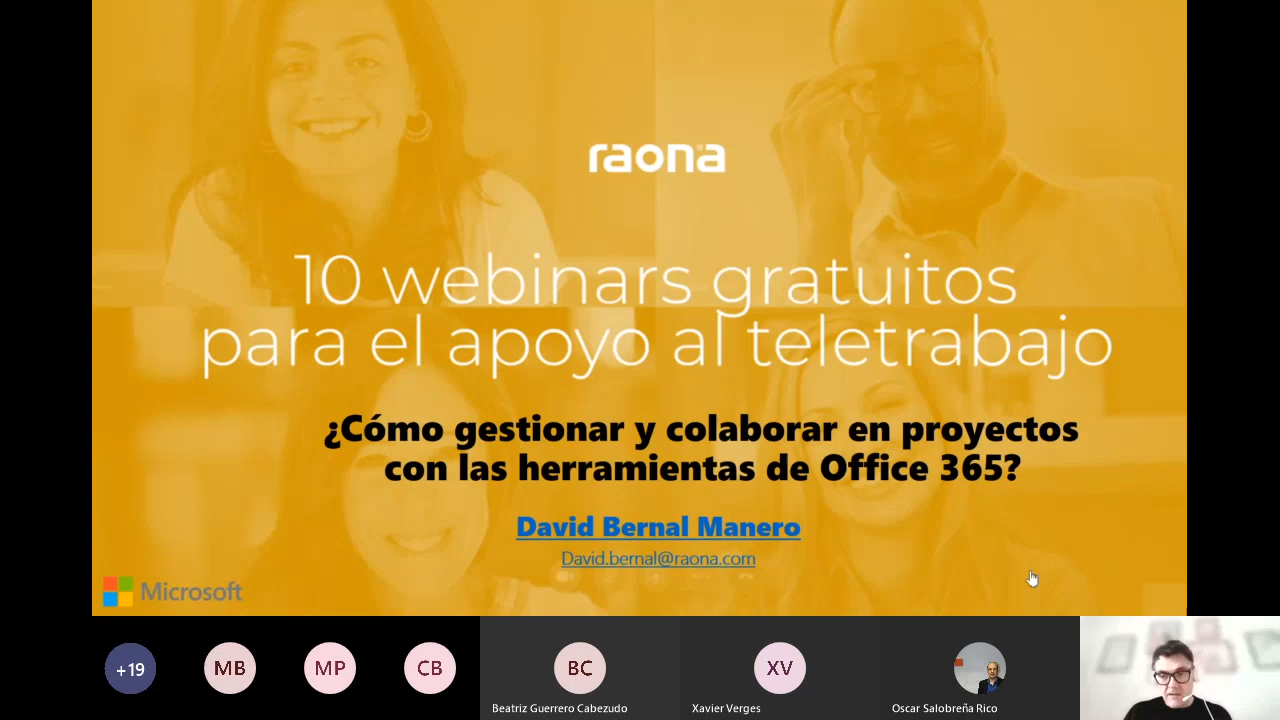 raona
10 webinars gratuitos
para el apoyo al teletrabajo
¿Cómo gestionar y colaborar en proyectos
con las herramientas de Office 365?
David Bernal Manero
David.bernal@raona.com
Microsoft
+19
MB
MP
CB
BC
XV
Beatriz Guerrero Cabezudo
Xavier Verges
Oscar Salobreña Rico